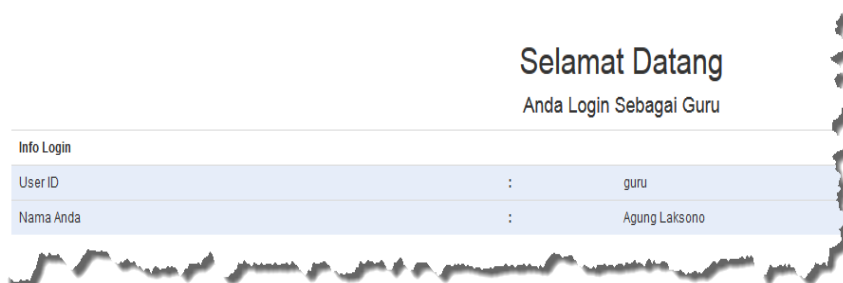 Selamat Datang
Anda Login Sebagai Guru
Info Login
User ID : guru
Nama Anda : Agung Laksono